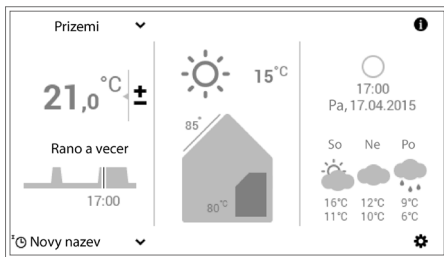 Prizemi
21,0 °C ±
Rano a vecer
17:00
Novy nazev
15°C
85°
80°C
17:00
Pa, 17.04.2015
So Ne Po
16°C 12°C 9°C
11°C 10°C 6°C